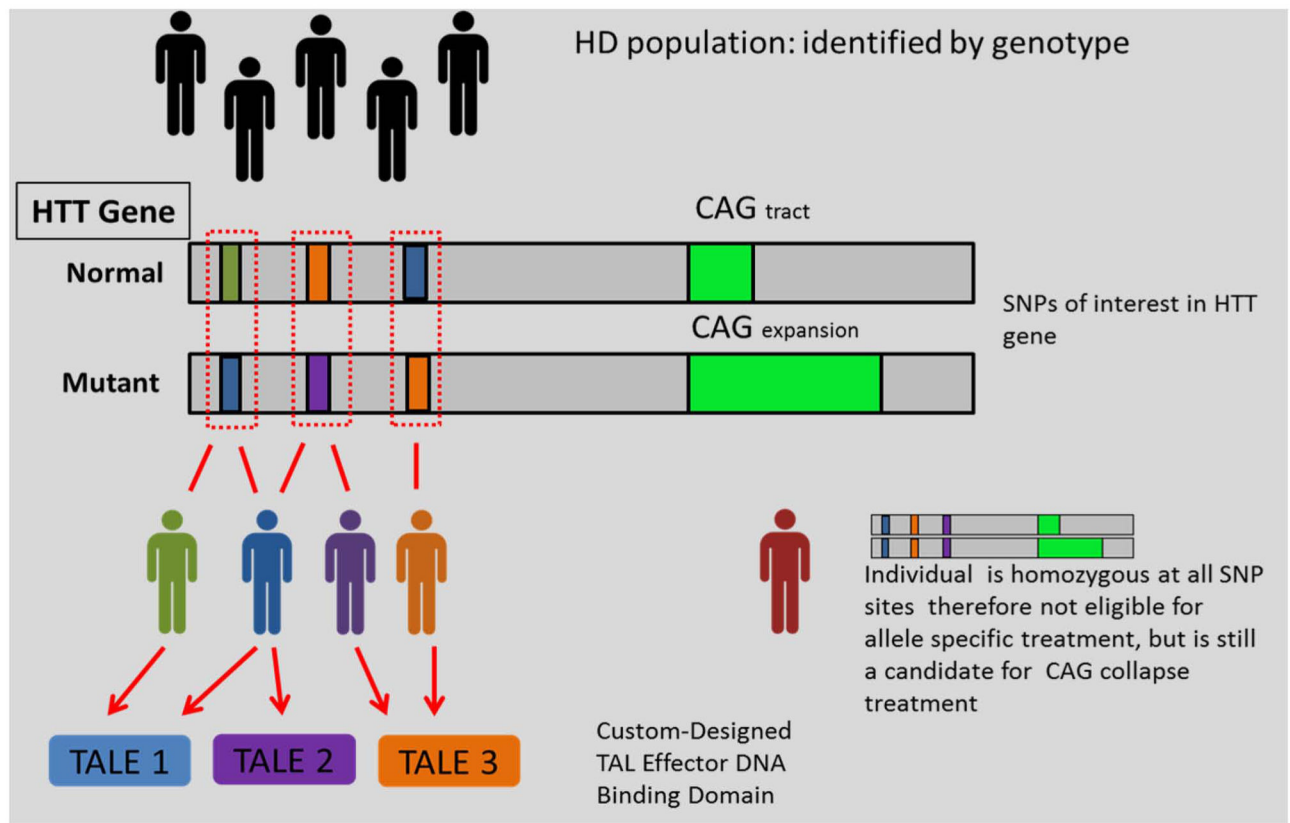 HD population: identified by genotype
HTT Gene
CAG tract
Normal
SNPs of interest in HTT
gene
CAG expansion
Mutant
Individual is homozygous at all SNP
sites therefore not eligible for
allele specific treatment, but is still
a candidate for CAG collapse
treatment
TALE 1
TALE 2
TALE 3
Custom-Designed
TAL Effector DNA
Binding Domain